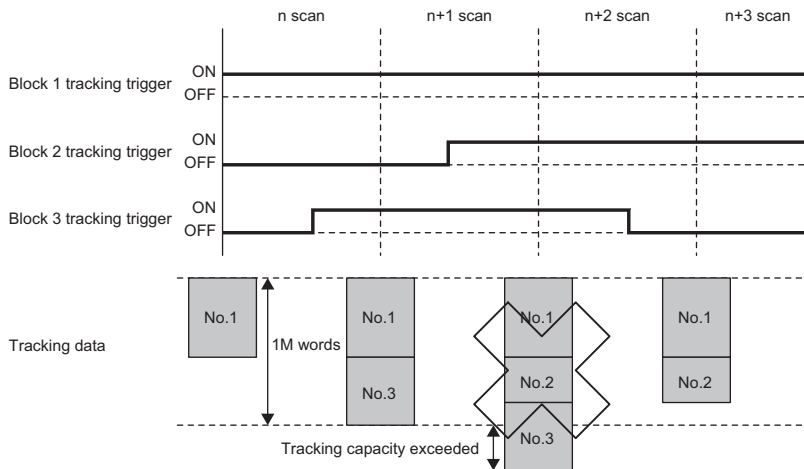 n scan n+1 scan n+2 scan n+3 scan
Block 1 tracking trigger ON
OFF
Block 2 tracking trigger ON
OFF
Block 3 tracking trigger ON
OFF
Tracking data
No.1
1M words
No.1
No.3
No.1
No.2
No.3
No.1
No.2
Tracking capacity exceeded